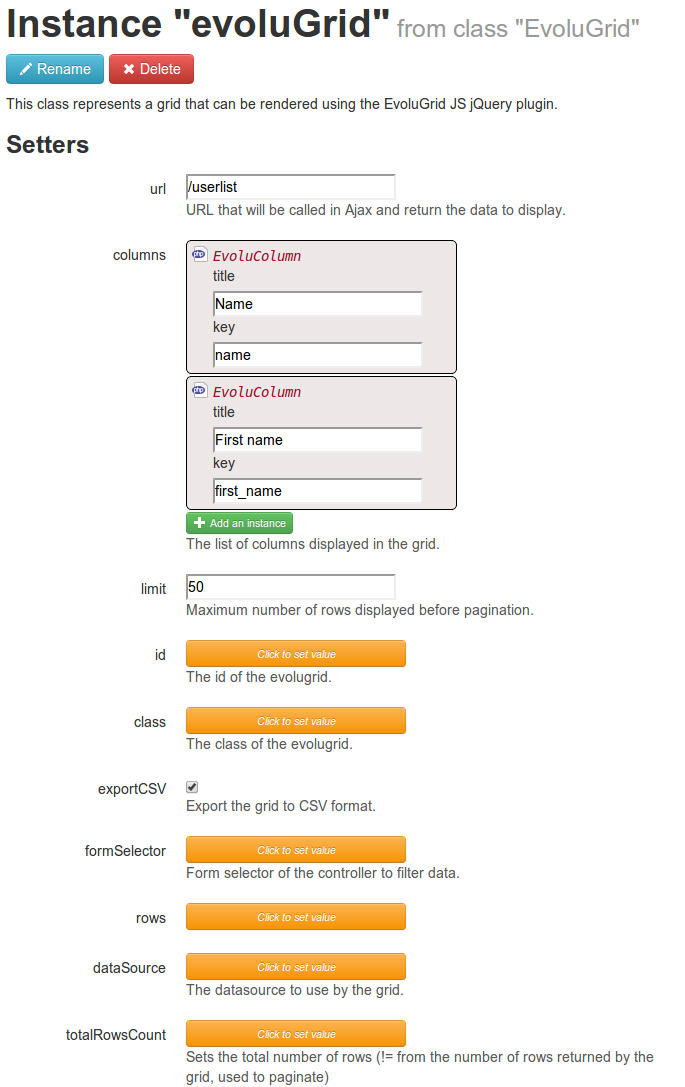 Instance "evoluGrid" from class "EvoluGrid"
Rename Delete
This class represents a grid that can be rendered using the EvoluGrid JS jQuery plugin.
Setters
url /userlist
URL that will be called in Ajax and return the data to display.
columns php EvoluColumn
title
Name
key
name
php EvoluColumn
title
First name
key
first_name
Add an instance
The list of columns displayed in the grid.
limit 50
Maximum number of rows displayed before pagination.
id Click to set value
The id of the evolugrid.
class Click to set value
The class of the evolugrid.
exportCSV
Export the grid to CSV format.
formSelector Click to set value
Form selector of the controller to filter data.
rows Click to set value
dataSource Click to set value
The datasource to use by the grid.
totalRowsCount Click to set value
Sets the total number of rows (!= from the number of rows returned by the
grid, used to paginate)